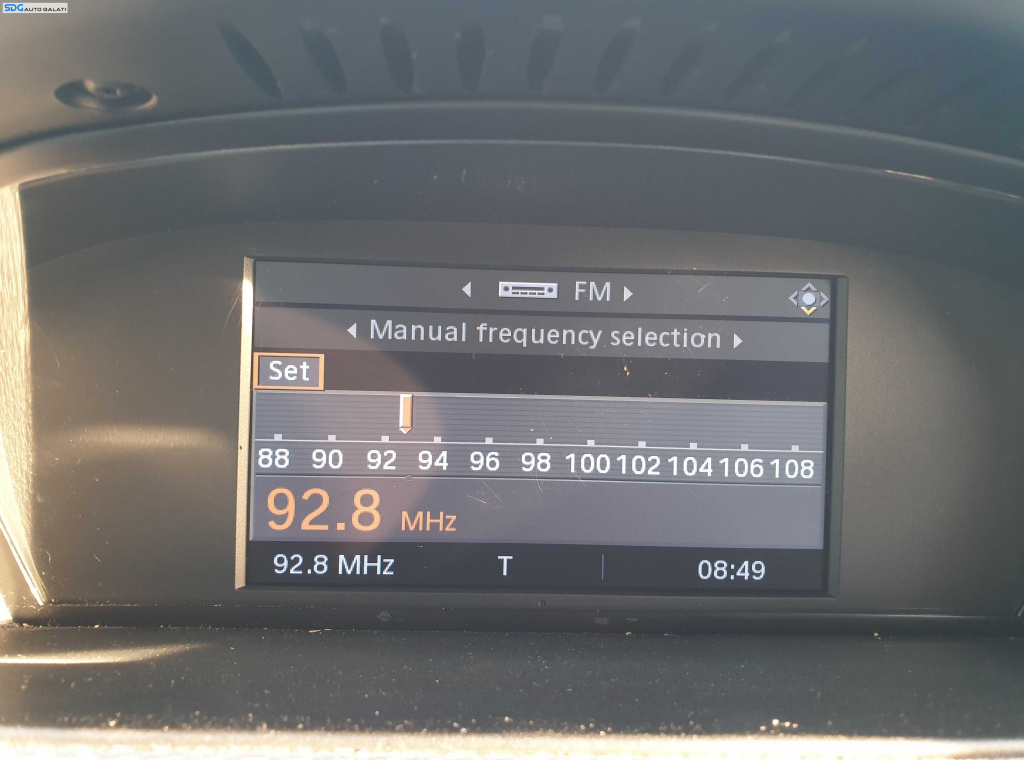 SDG AUTO GALATI
FM
Manual frequency selection
Set
88 90 92 94 96 98 100 102 104 106 108
92.8 MHz
92.8 MHz T 08:49